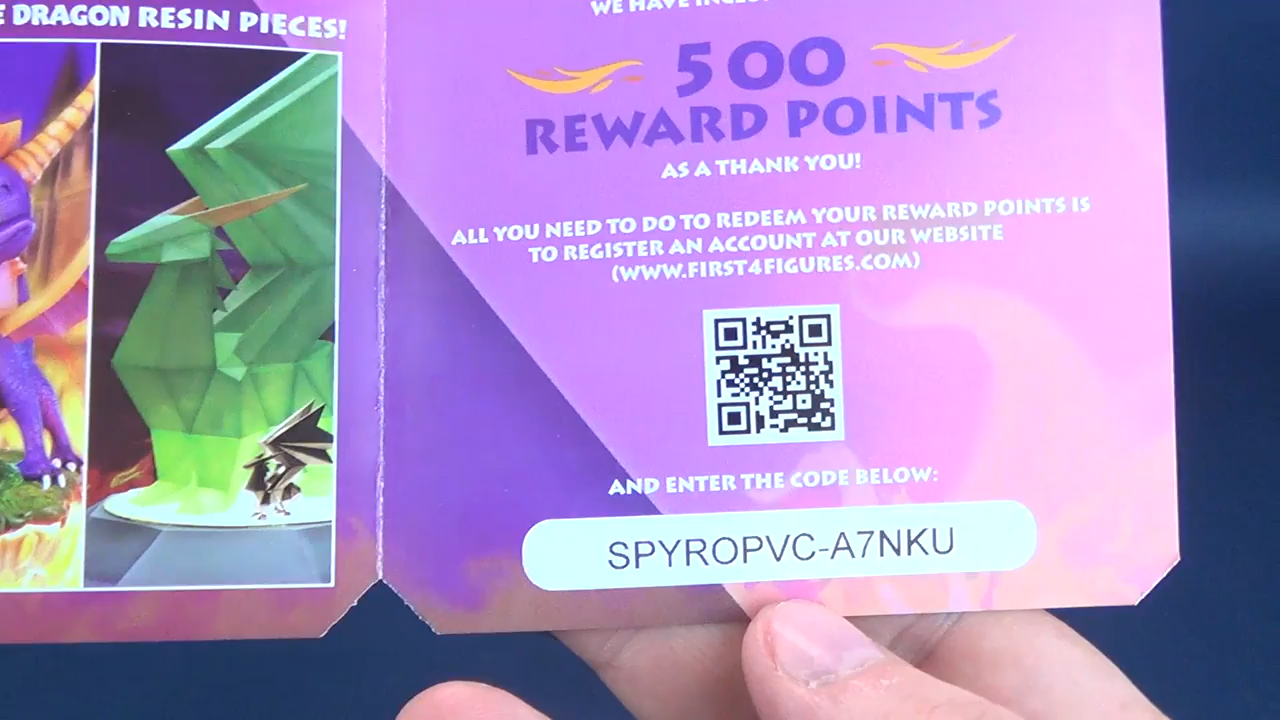 E DRAGON RESIN PIECES!
WE HAVE
500
REWARD POINTS
AS A THANK YOU!
ALL YOU NEED TO DO TO REDEEM YOUR REWARD POINTS IS
TO REGISTER AN ACCOUNT AT OUR WEBSITE
(WWW.FIRST4FIGURES.COM)
AND ENTER THE CODE BELOW:
SPYROPVC-A7NKU